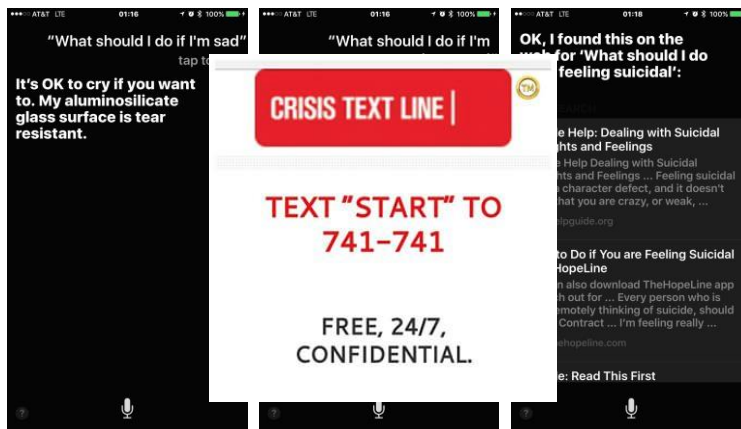 AT&T LTE 01:16 100%
"What should I do if I'm sad"
tap to
It's OK to cry if you want
to. My aluminosilicate
glass surface is tear
resistant.
AT&T LTE 01:16 100%
"What should I do if I'm
CRISIS TEXT LINE |
TM
TEXT "START" TO
741-741
FREE, 24/7,
CONFIDENTIAL.
AT&T LTE 01:18 100%
OK, I found this on the
for 'What should I do
feeling suicidal':
Help: Dealing with Suicidal
and Feelings
Help Dealing with Suicidal
and Feelings ... Feeling suicidal
character defect, and it doesn't
that you are crazy, or weak, ...
.org
to Do if You are Feeling Suicidal
HopeLine
also download TheHopeLine app
out for ... Every person who is
thinking of suicide, should
Contract ... I'm feeling really ...
.com
: Read This First
?
?
?